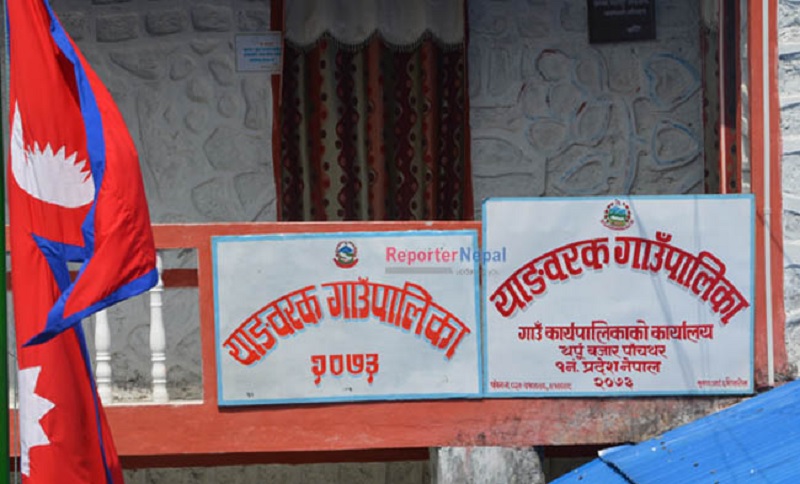 ReporterNepal
याङवरक गाउँपालिका
२०७३
याङवरक गाउँपालिका
गाउँ कार्यपालिकाको कार्यालय
थर्पु बजार पाँचथर
१नं. प्रदेश नेपाल
२०७३